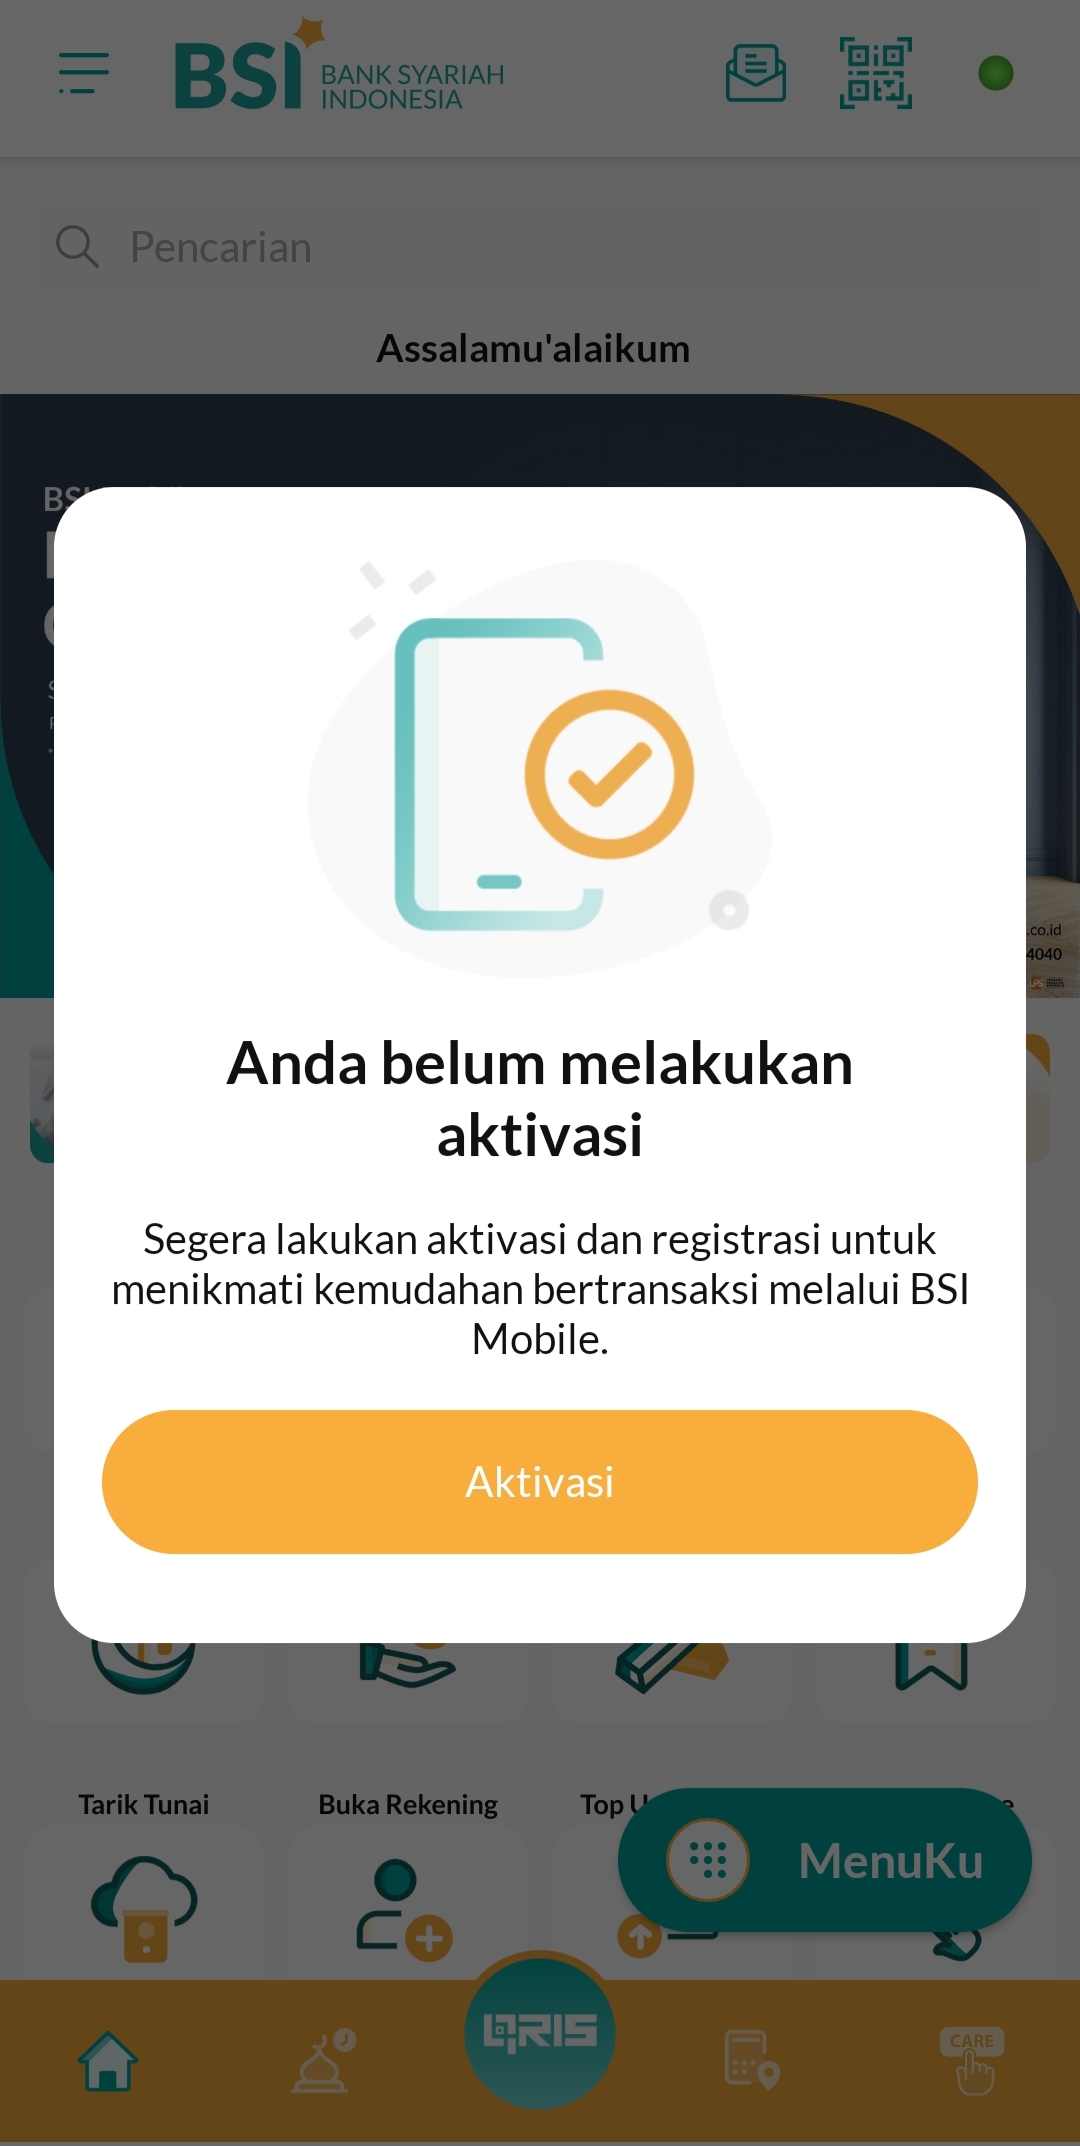 BSI BANK SYARIAH
INDONESIA
Pencarian
Assalamu'alaikum
Anda belum melakukan
aktivasi
Segera lakukan aktivasi dan registrasi untuk
menikmati kemudahan bertransaksi melalui BSI
Mobile.
Aktivasi
.co.id
4040
Tarik Tunai
Buka Rekening
Top U
MenuKu
QRIS
CARE